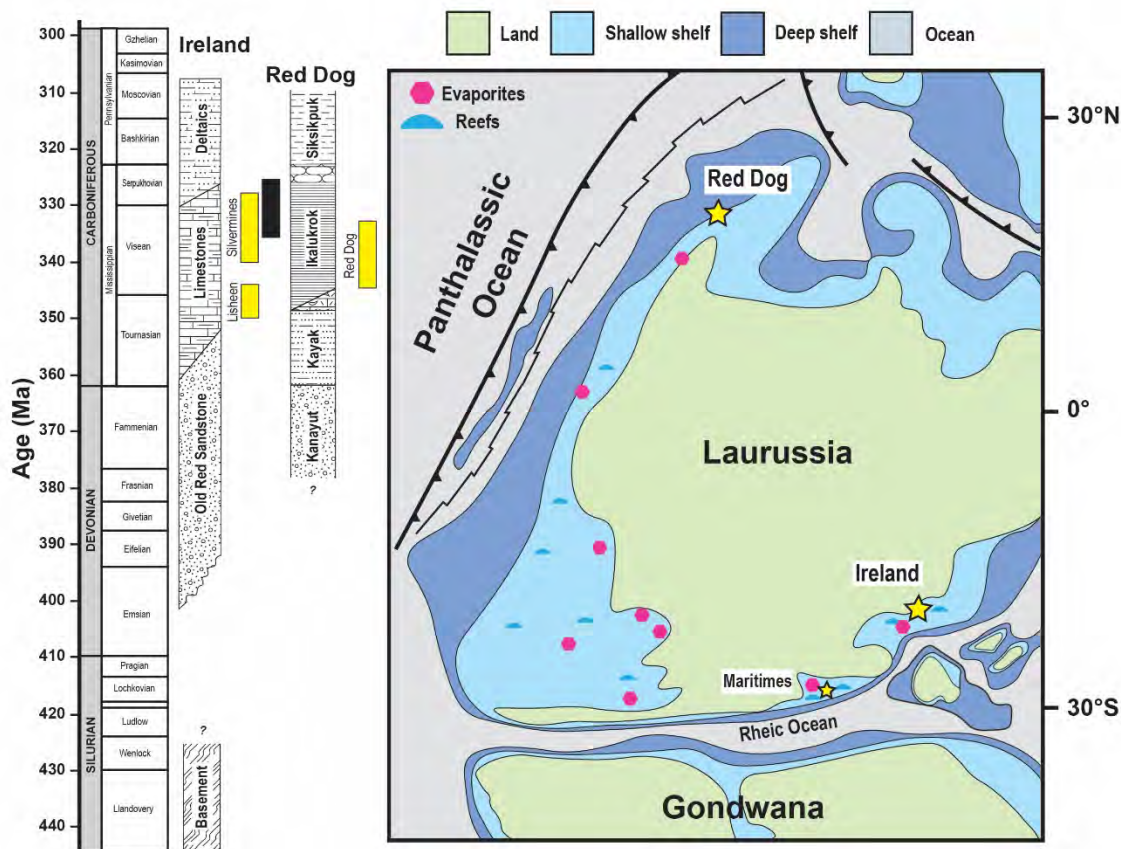 Land
Shallow shelf
Deep shelf
Ocean
Ireland
Red Dog
Age (Ma)
300
310
320
330
340
350
360
370
380
390
400
410
420
430
440
CARBONIFEROUS
DEVONIAN
SILURIAN
Pennsylvanian
Mississippian
Gzhelian
Kasimovian
Moscovian
Bashkirian
Serpukhovian
Visean
Tournasian
Fammenian
Frasnian
Givetian
Eifelian
Emsian
Pragian
Lochkovian
Ludlow
Wenlock
Llandovery
Deltaics
Limestones
Old Red Sandstone
?
Basement
Silvermines
Lisheen
Siksikpuk
Ikalukrok
Kayak
Kanayut
?
Red Dog
Evaporites
Reefs
Panthalassic
Ocean
Red Dog
Laurussia
Ireland
Maritimes
Rheic Ocean
Gondwana
30°N
0°
30°S